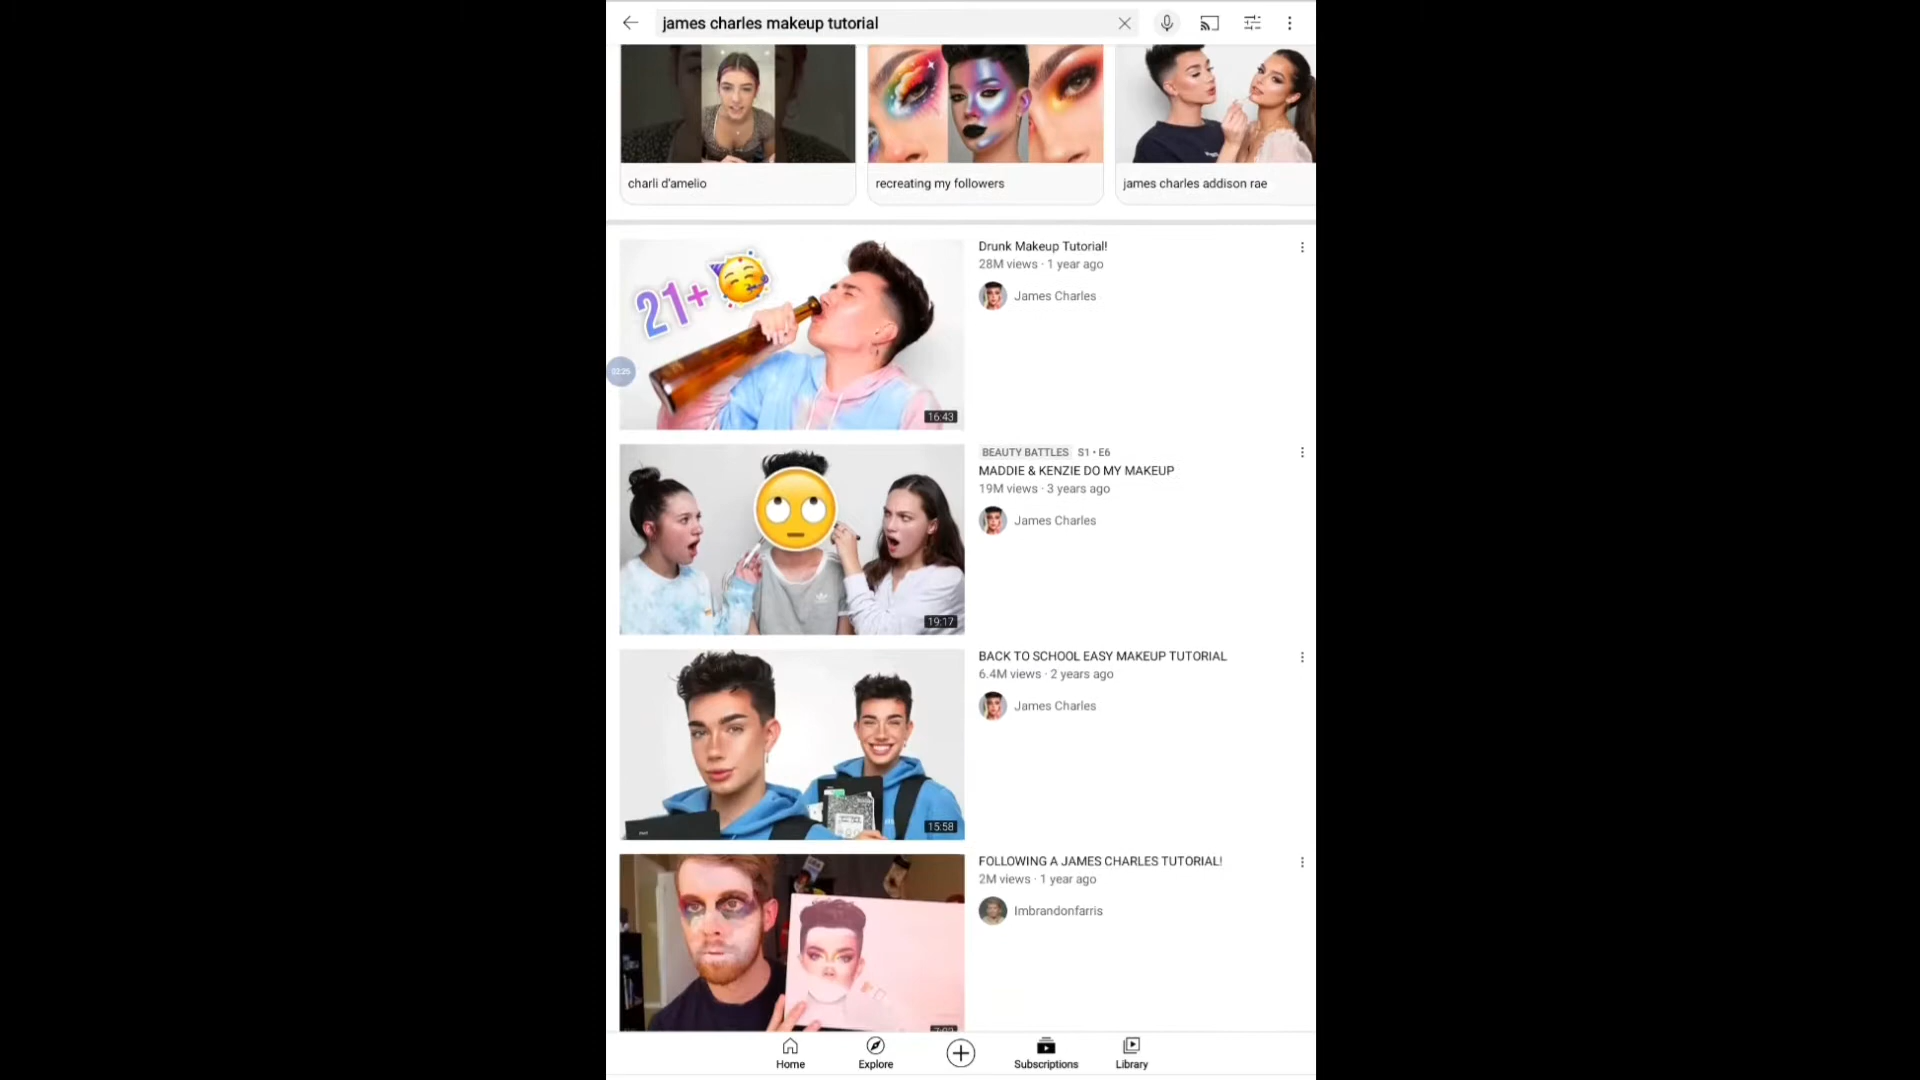 james charles makeup tutorial
charli d'amelio
recreating my followers
james charles addison rae
21+
02:25
16:43
Drunk Makeup Tutorial!
28M views · 1 year ago
James Charles
19:17
BEAUTY BATTLES S1 • E6
MADDIE & KENZIE DO MY MAKEUP
19M views · 3 years ago
James Charles
15:58
BACK TO SCHOOL EASY MAKEUP TUTORIAL
6.4M views · 2 years ago
James Charles
FOLLOWING A JAMES CHARLES TUTORIAL!
2M views · 1 year ago
Imbrandonfarris
Home
Explore
Subscriptions
Library